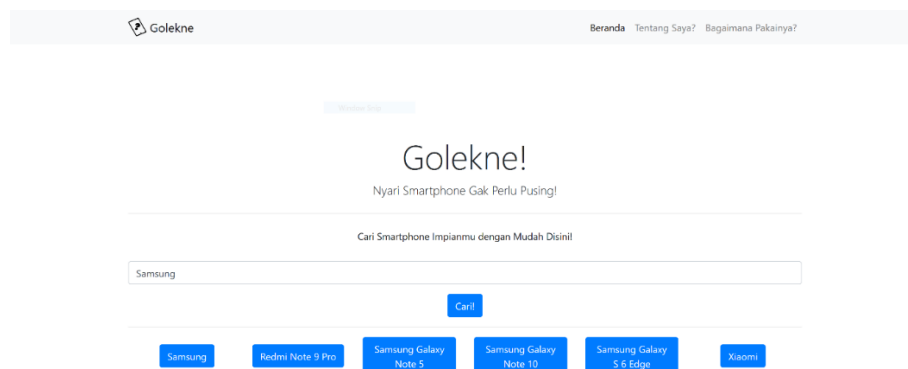 Golekne
Beranda Tentang Saya? Bagaimana Pakainya?
Golekne!
Nyari Smartphone Gak Perlu Pusing!
Cari Smartphone Impianmu dengan Mudah Disini!
Samsung
Cari!
Samsung
Redmi Note 9 Pro
Samsung Galaxy
Note 5
Samsung Galaxy
Note 10
Samsung Galaxy
S 6 Edge
Xiaomi